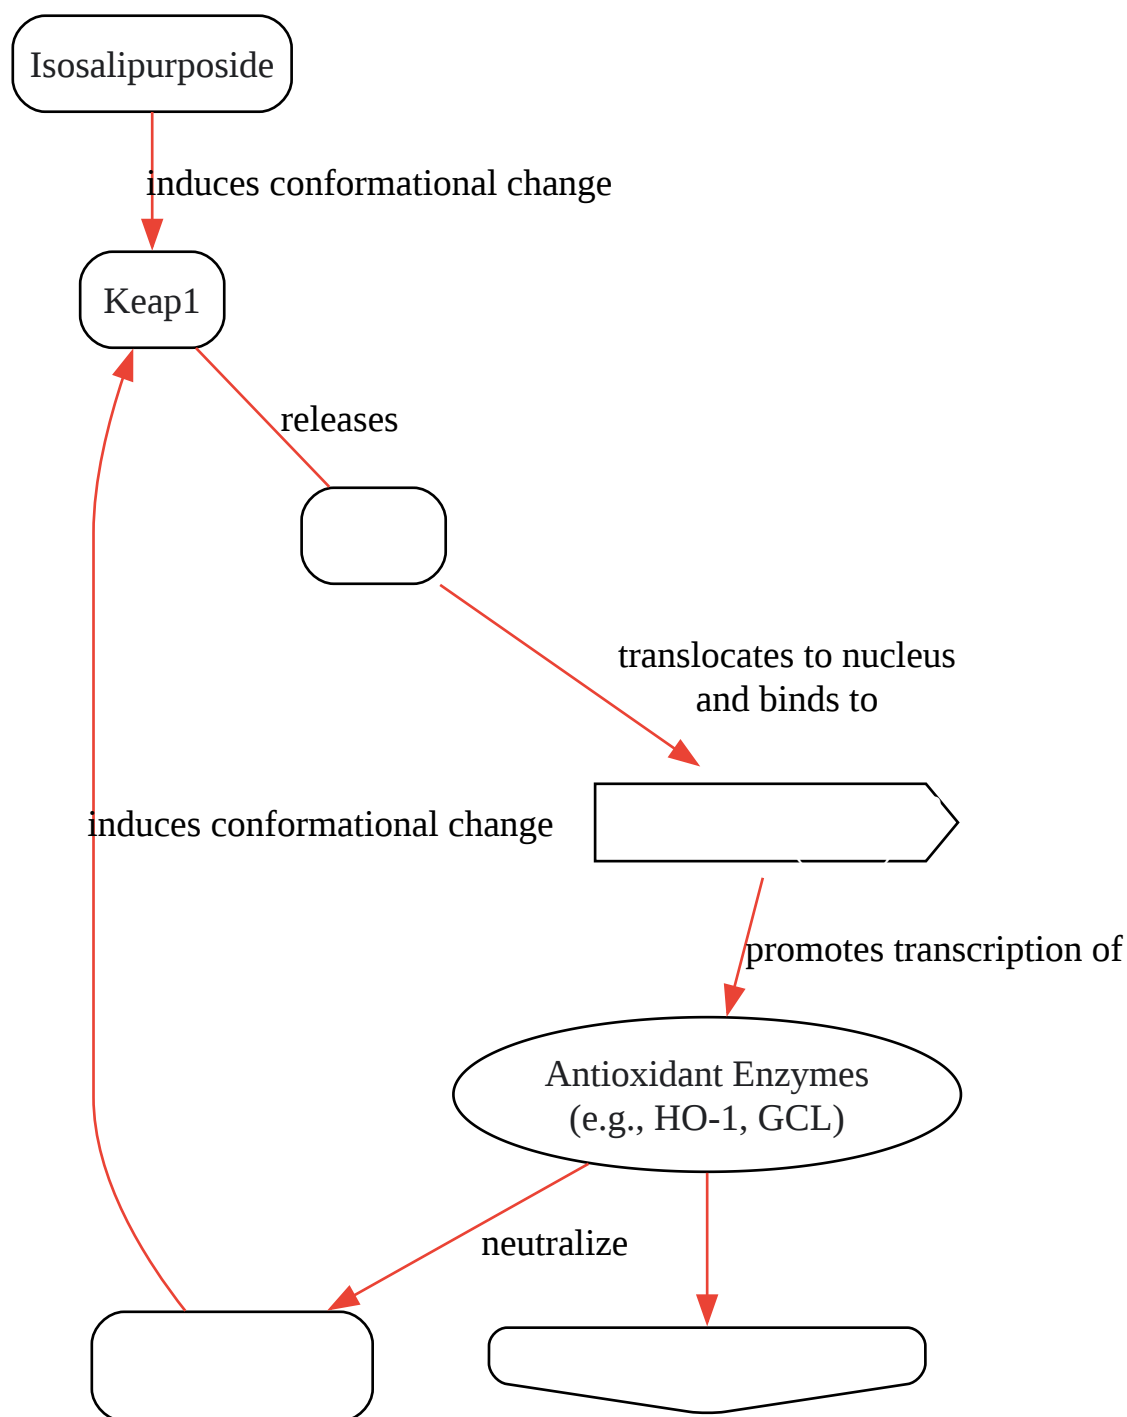 Isosalipurposide
induces conformational change
Keap1
releases
translocates to nucleus
and binds to
induces conformational change
promotes transcription of
Antioxidant Enzymes
(e.g., HO-1, GCL)
neutralize